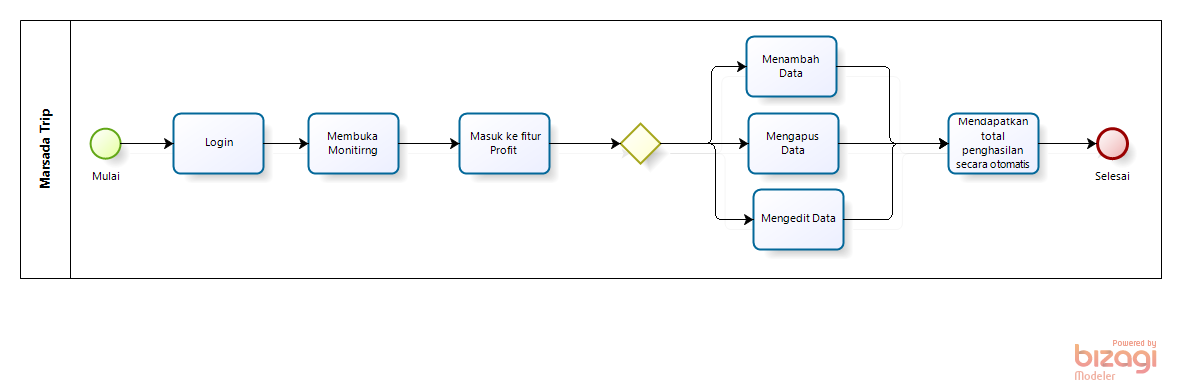 Marsada Trip
Mulai
Login
Membuka
Monitirng
Masuk ke fitur
Profit
Menambah
Data
Mengapus
Data
Mengedit Data
Mendapatkan
total
penghasilan
secara otomatis
Selesai
Powered by
bizagi
Modeler